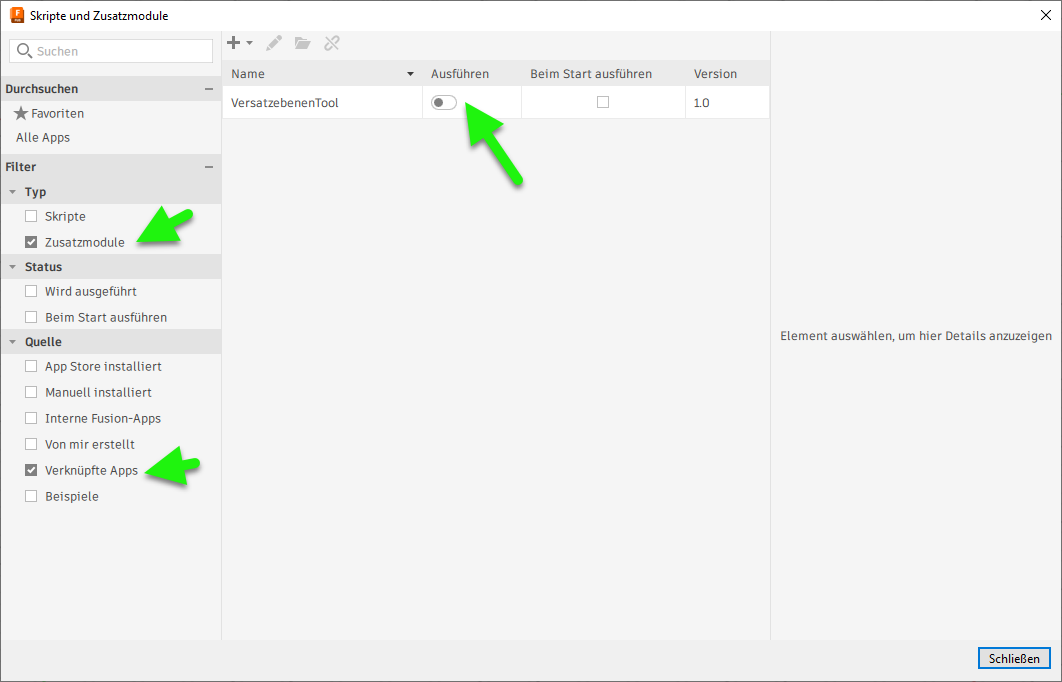 Skripte und Zusatzmodule
Suchen
Durchsuchen
Favoriten
Alle Apps
Filter
Typ
Skripte
Zusatzmodule
Status
Wird ausgeführt
Beim Start ausführen
Quelle
App Store installiert
Manuell installiert
Interne Fusion-Apps
Von mir erstellt
Verknüpfte Apps
Beispiele
Name Ausführen Beim Start ausführen Version
VersatzebenenTool 1.0
Element auswählen, um hier Details anzuzeigen
Schließen